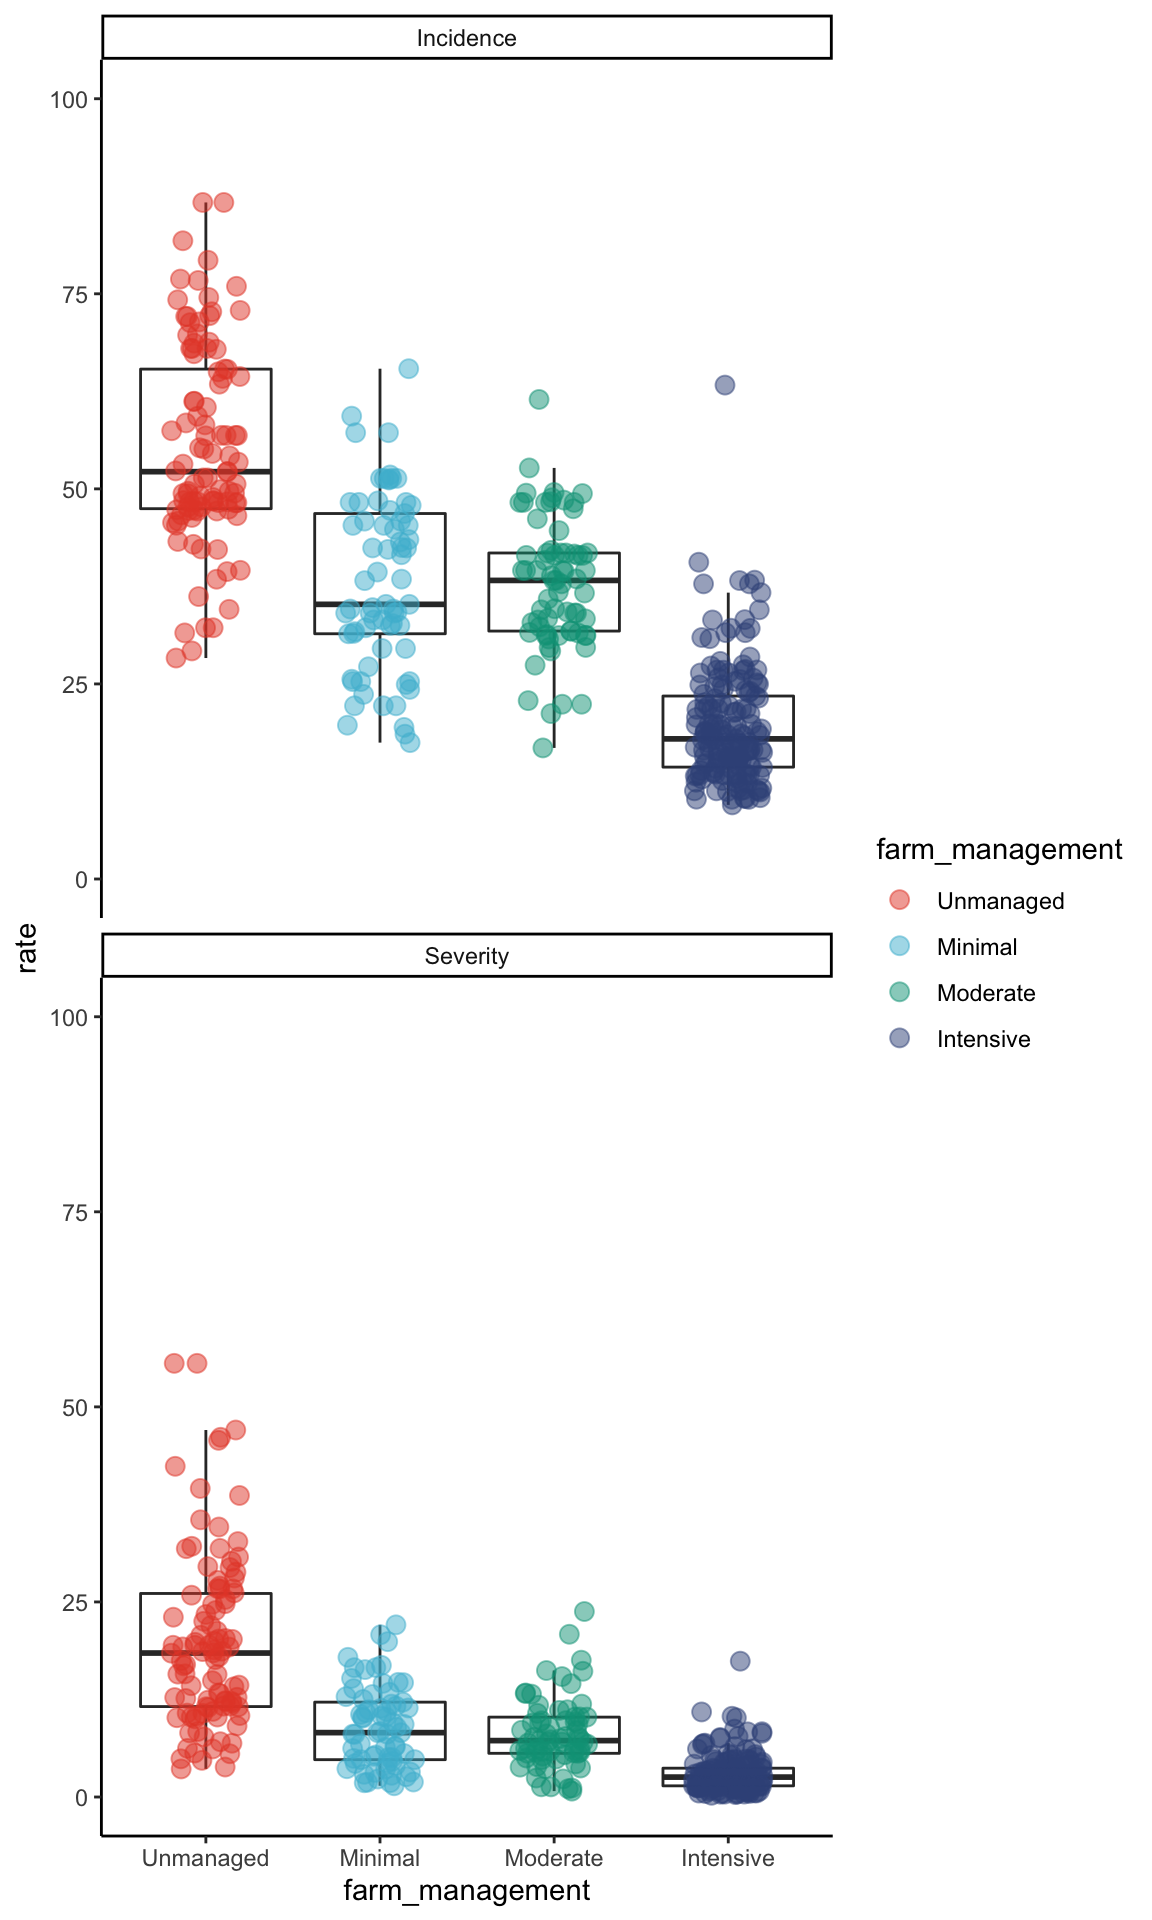 Incidence
100
75
50
25
0
rate
Severity
100
75
50
25
0
Unmanaged Minimal Moderate Intensive
farm_management
farm_management
Unmanaged
Minimal
Moderate
Intensive